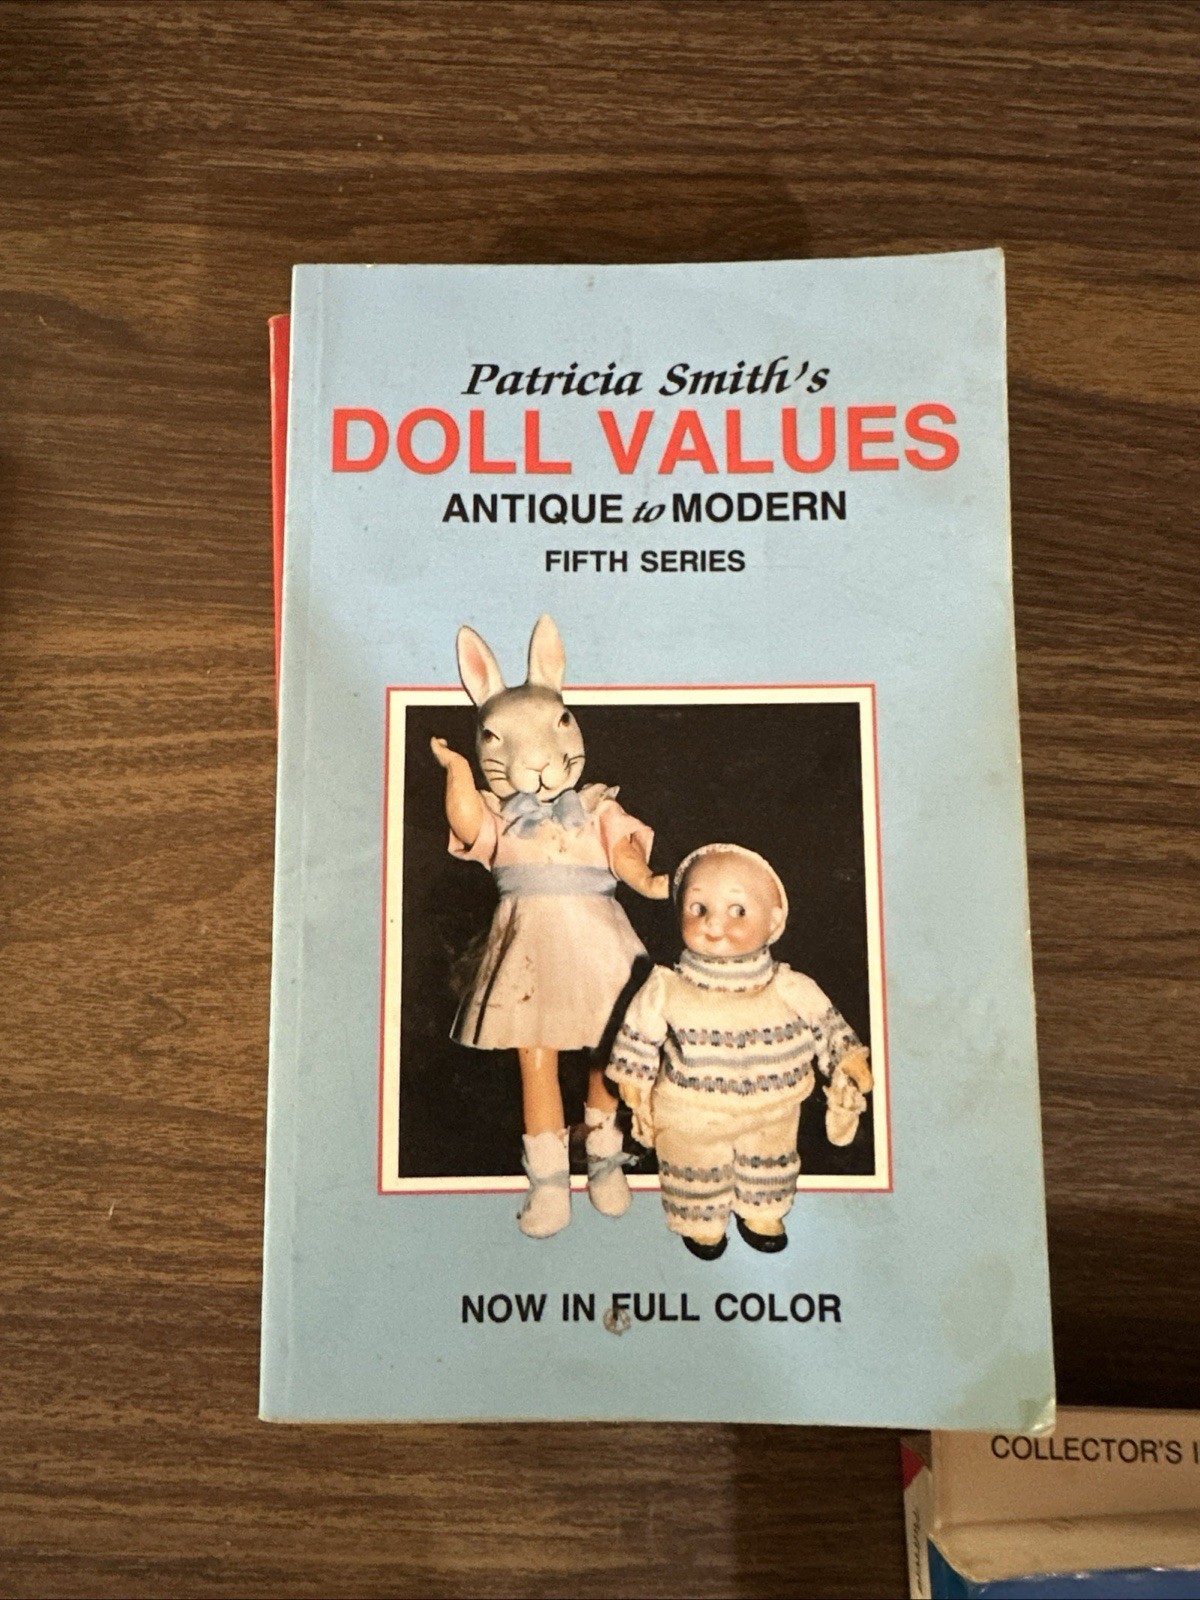 Patricia Smith's
DOLL VALUES
ANTIQUE to MODERN
FIFTH SERIES
NOW IN FULL COLOR
COLLECTOR'S